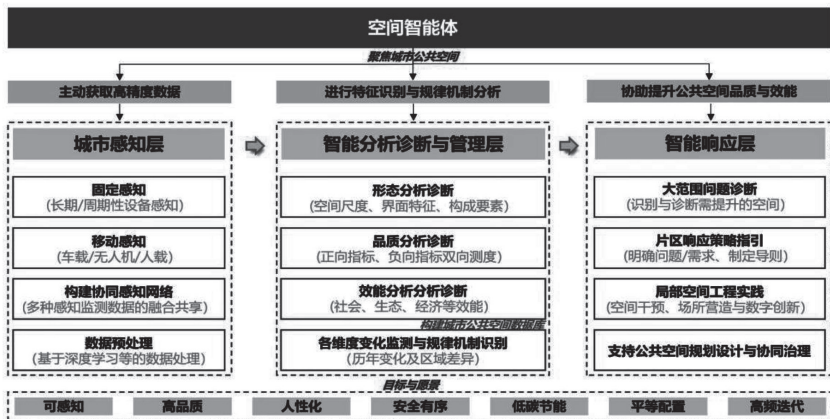 空间智能体
聚焦城市公共空间
主动获取高精度数据
进行特征识别与规律机制分析
协助提升公共空间品质与效能
城市感知层
智能分析诊断与管理层
智能响应层
固定感知
(长期/周期性设备感知)
移动感知
(车载/无人机/人载)
构建协同感知网络
(多种感知监测数据的融合共享)
数据预处理
(基于深度学习等的数据处理)
形态分析诊断
(空间尺度、界面特征、构成要素)
品质分析诊断
(正向指标、负向指标双向测度)
效能分析分析诊断
(社会、生态、经济等效能)
构建城市公共空间数据库
各维度变化监测与规律机制识别
(历年变化及区域差异)
大范围问题诊断
(识别与诊断需提升的空间)
片区响应策略指引
(明确问题/需求、制定导则)
局部空间工程实践
(空间干预、场所营造与数字创新)
支持公共空间规划设计与协同治理
目标与愿景
可感知
高品质
人性化
安全有序
低碳节能
平等配置
高频迭代